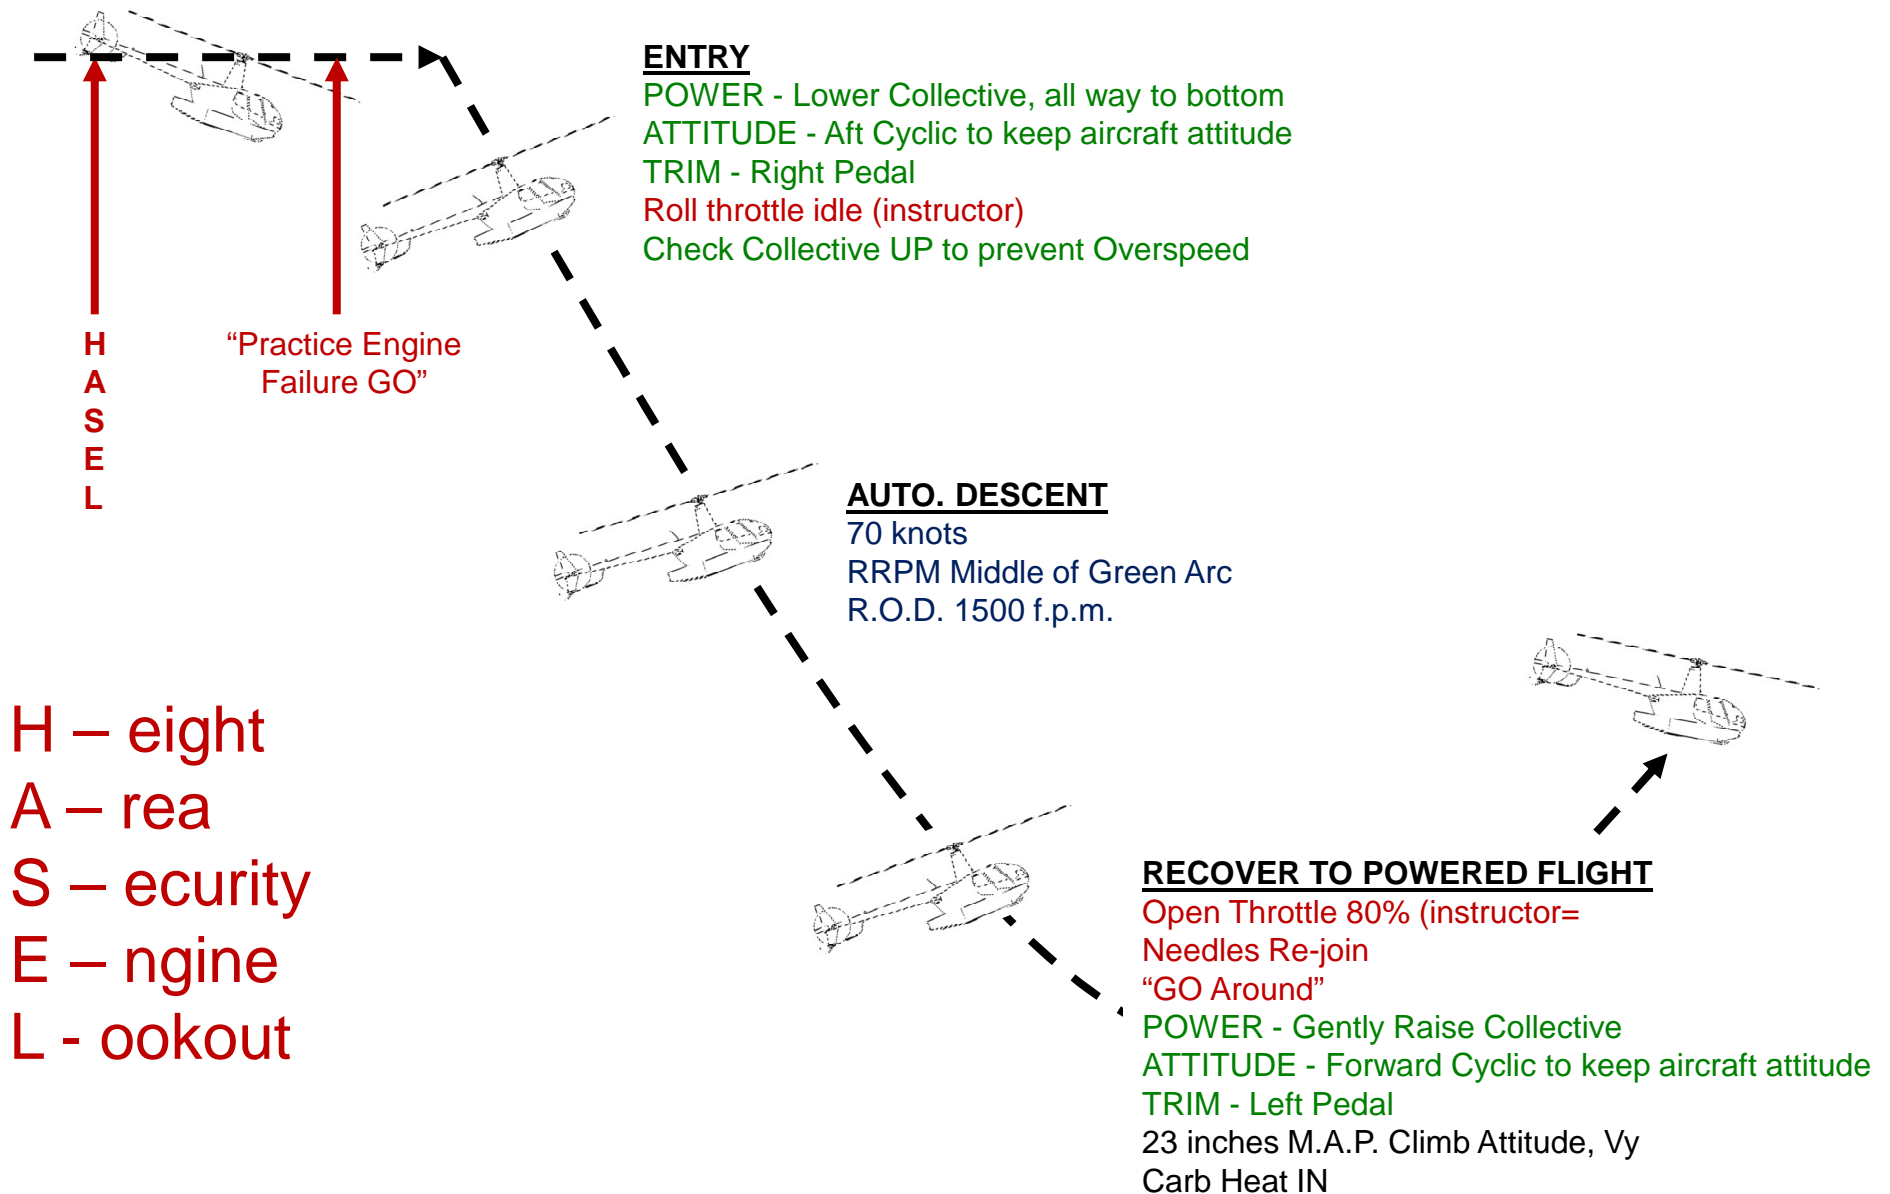 ENTRY
POWER - Lower Collective, all way to bottom
ATTITUDE - Aft Cyclic to keep aircraft attitude
TRIM - Right Pedal
Roll throttle idle (instructor)
Check Collective UP to prevent Overspeed
H
A
S
E
L
“Practice Engine
Failure GO”
AUTO. DESCENT
70 knots
RRPM Middle of Green Arc
R.O.D. 1500 f.p.m.
H – eight
A – rea
S – ecurity
E – ngine
L - ookout
RECOVER TO POWERED FLIGHT
Open Throttle 80% (instructor=
Needles Re-join
“GO Around”
POWER - Gently Raise Collective
ATTITUDE - Forward Cyclic to keep aircraft attitude
TRIM - Left Pedal
23 inches M.A.P. Climb Attitude, Vy
Carb Heat IN